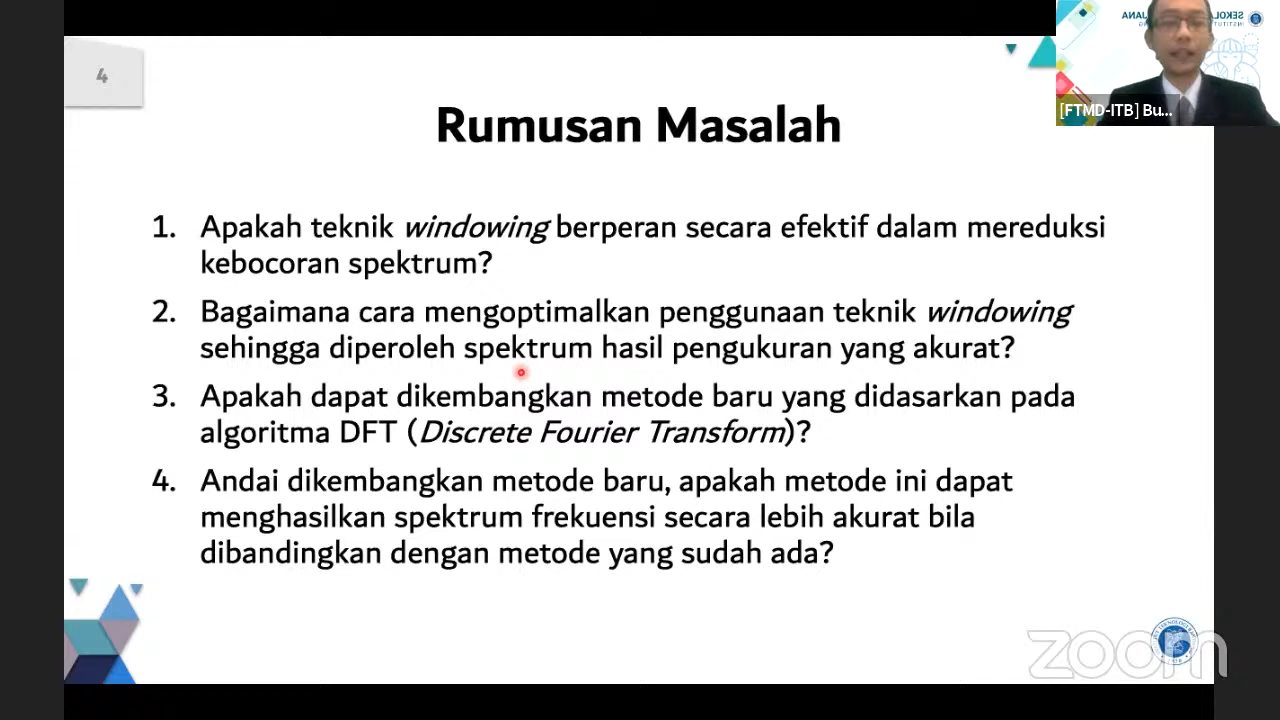 4
Rumusan Masalah
[FTMD-ITB] Bu...
1. Apakah teknik windowing berperan secara efektif dalam mereduksi
kebocoran spektrum?
2. Bagaimana cara mengoptimalkan penggunaan teknik windowing
sehingga diperoleh spektrum hasil pengukuran yang akurat?
3. Apakah dapat dikembangkan metode baru yang didasarkan pada
algoritma DFT (Discrete Fourier Transform)?
4. Andai dikembangkan metode baru, apakah metode ini dapat
menghasilkan spektrum frekuensi secara lebih akurat bila
dibandingkan dengan metode yang sudah ada?
zoom